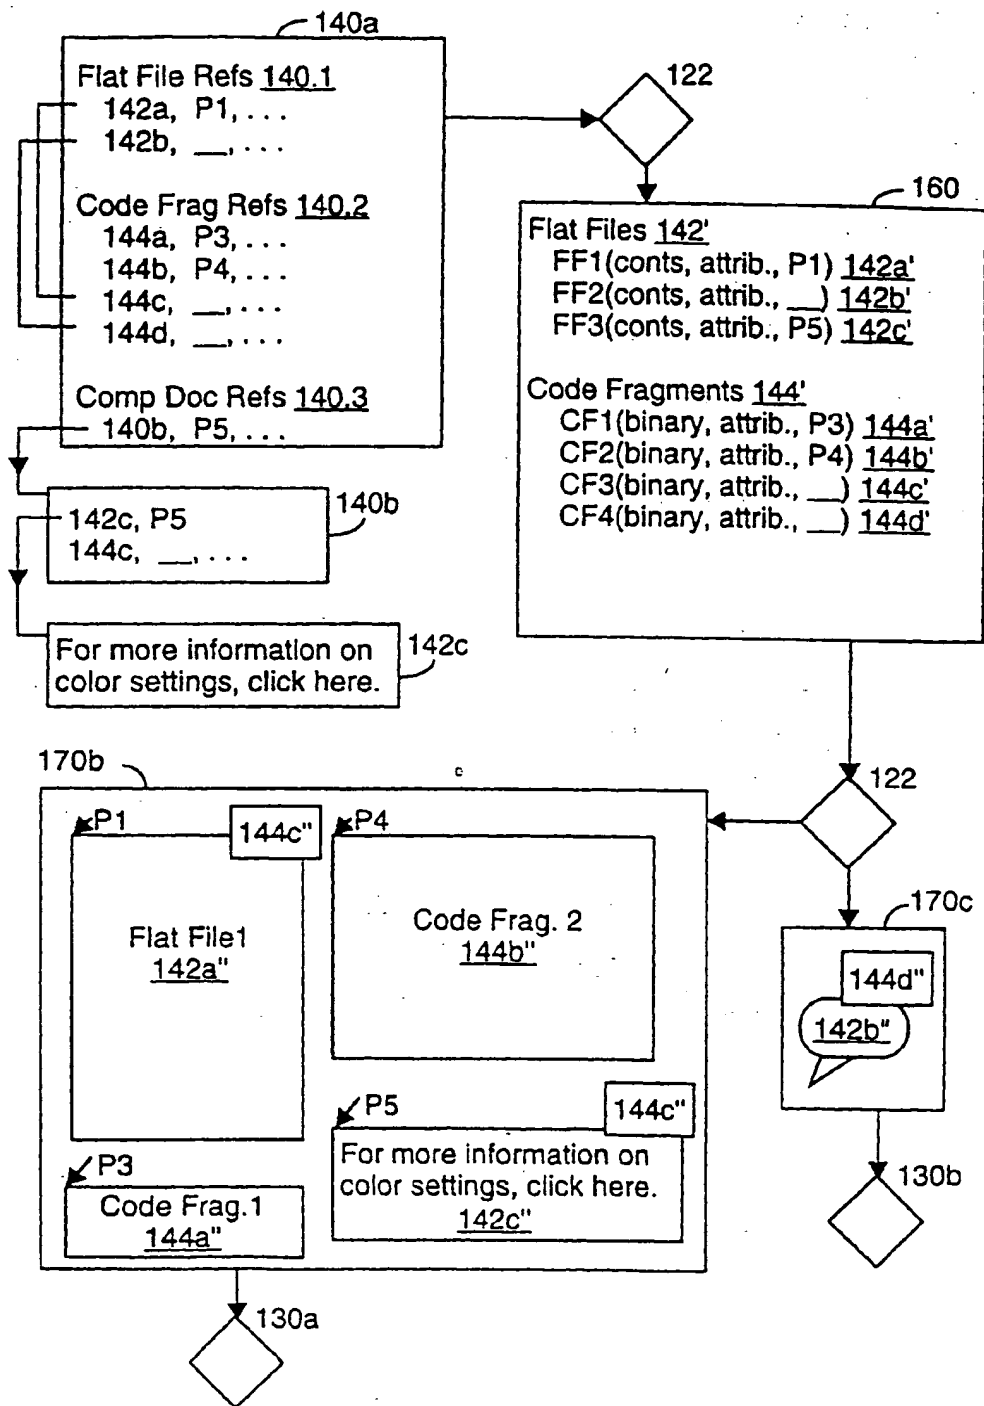 140a
Flat File Refs 140.1
142a, P1, . . .
142b, __, . . .
Code Frag Refs 140.2
144a, P3, . . .
144b, P4, . . .
144c, __, . . .
144d, __, . . .
Comp Doc Refs 140.3
140b, P5, . . .
122
160
Flat Files 142'
FF1(conts, attrib., P1) 142a'
FF2(conts, attrib., __) 142b'
FF3(conts, attrib., P5) 142c'
Code Fragments 144'
CF1(binary, attrib., P3) 144a'
CF2(binary, attrib., P4) 144b'
CF3(binary, attrib., __) 144c'
CF4(binary, attrib., __) 144d'
140b
142c, P5
144c, __, . . .
For more information on
color settings, click here.
142c
122
170b
P1
144c"
Flat File1
142a"
P4
Code Frag. 2
144b"
P3
Code Frag.1
144a"
P5
144c"
For more information on
color settings, click here.
142c"
170c
144d"
142b"
130b
130a